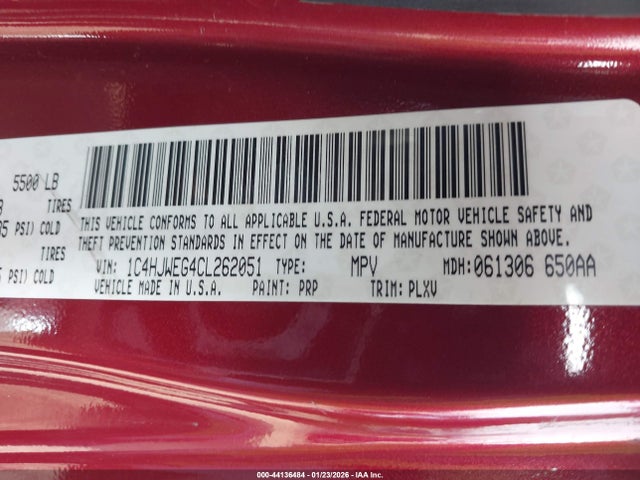 5500 LB
TIRES
PSI) COLD
TIRES
PSI) COLD
THIS VEHICLE CONFORMS TO ALL APPLICABLE U.S.A. FEDERAL MOTOR VEHICLE SAFETY AND
THEFT PREVENTION STANDARDS IN EFFECT ON THE DATE OF MANUFACTURE SHOWN ABOVE.
VIN: 1C4HJWEG4CL262051 TYPE: MPV MDH: 061306 650AA
VEHICLE MADE IN U.S.A. PAINT: PRP TRIM: PLXV
000-44136484 - 01/23/2026 - IAA Inc.